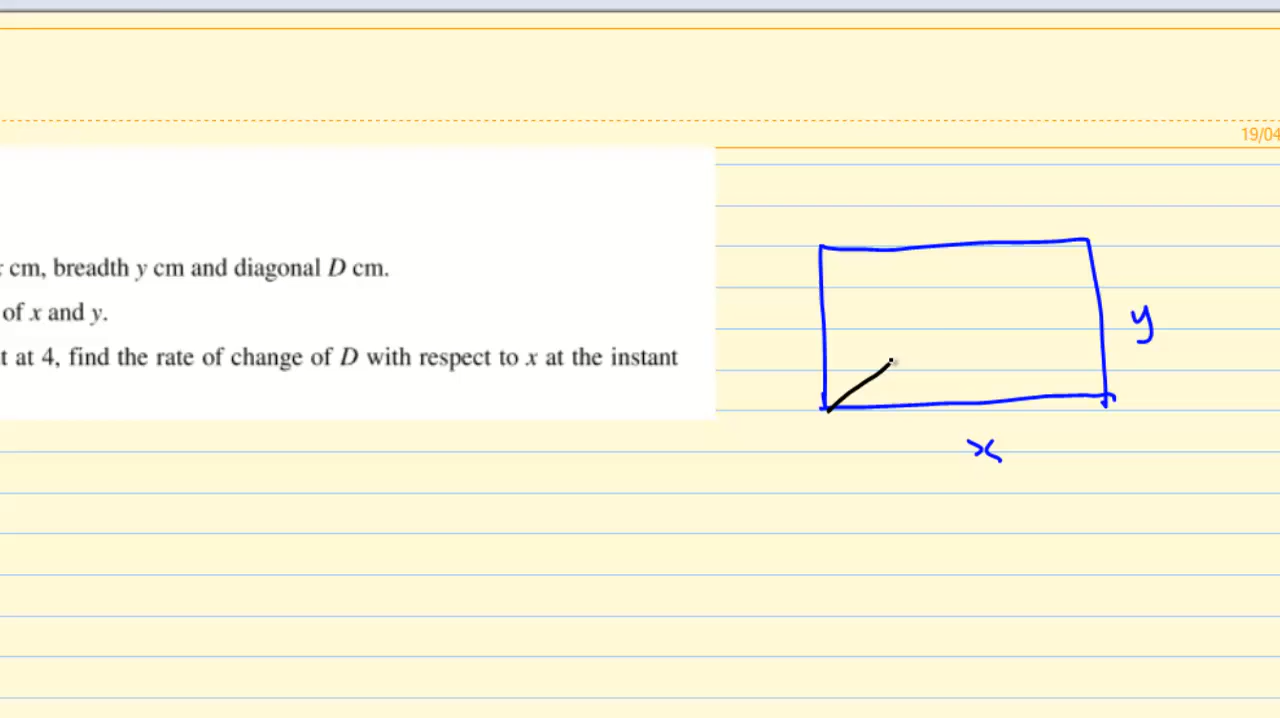 19/04
cm, breadth y cm and diagonal D cm.
of x and y.
t at 4, find the rate of change of D with respect to x at the instant
y
x